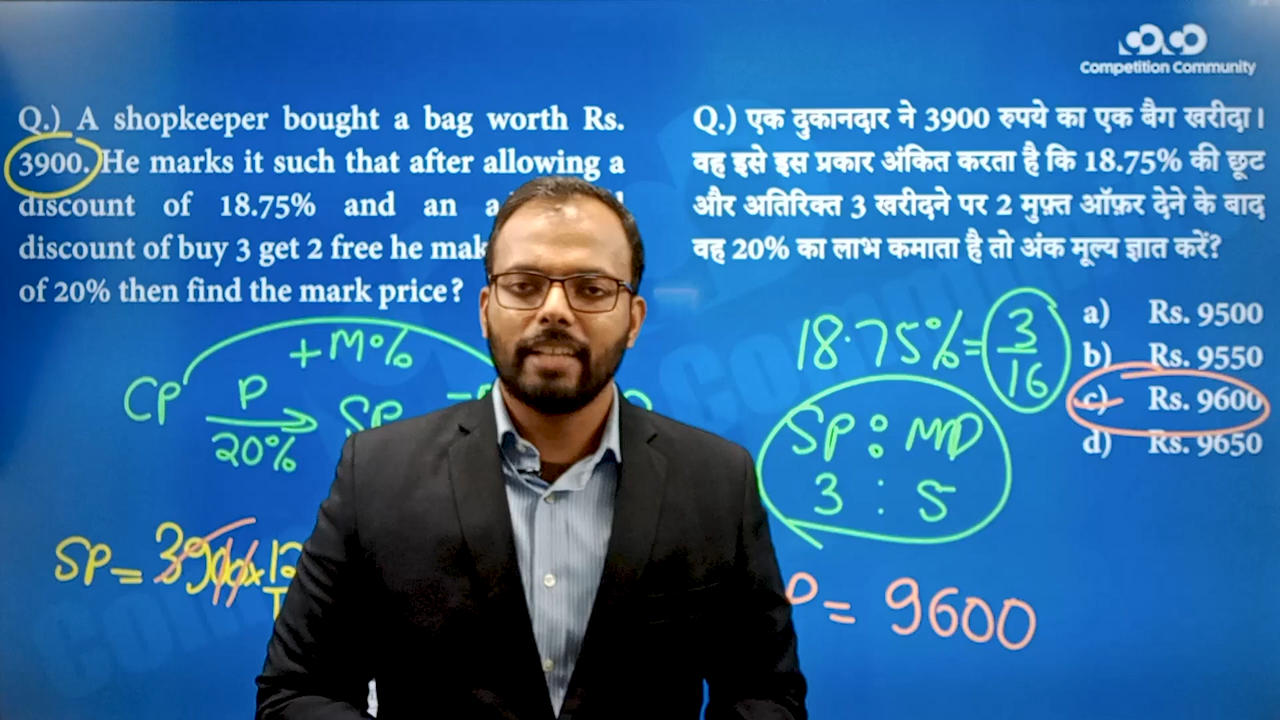 Competition Community
Q.) A shopkeeper bought a bag worth Rs.
3900. He marks it such that after allowing a
discount of 18.75% and an
discount of buy 3 get 2 free he
of 20% then find the mark price?
Q.) एक दुकानदार ने 3900 रुपये का एक बैग खरीदा।
वह इसे इस प्रकार अंकित करता है कि 18.75% की छूट
और अतिरिक्त 3 खरीदने पर 2 मुफ़्त ऑफ़र देने के बाद
वह 20% का लाभ कमाता है तो अंक मूल्य ज्ञात करें?
a) Rs. 9500
b) Rs. 9550
c) Rs. 9600
d) Rs. 9650
+M%
CP P SP
20%
SP = 3900x
18.75% = 3/16
SP : MP
3 : 5
P = 9600